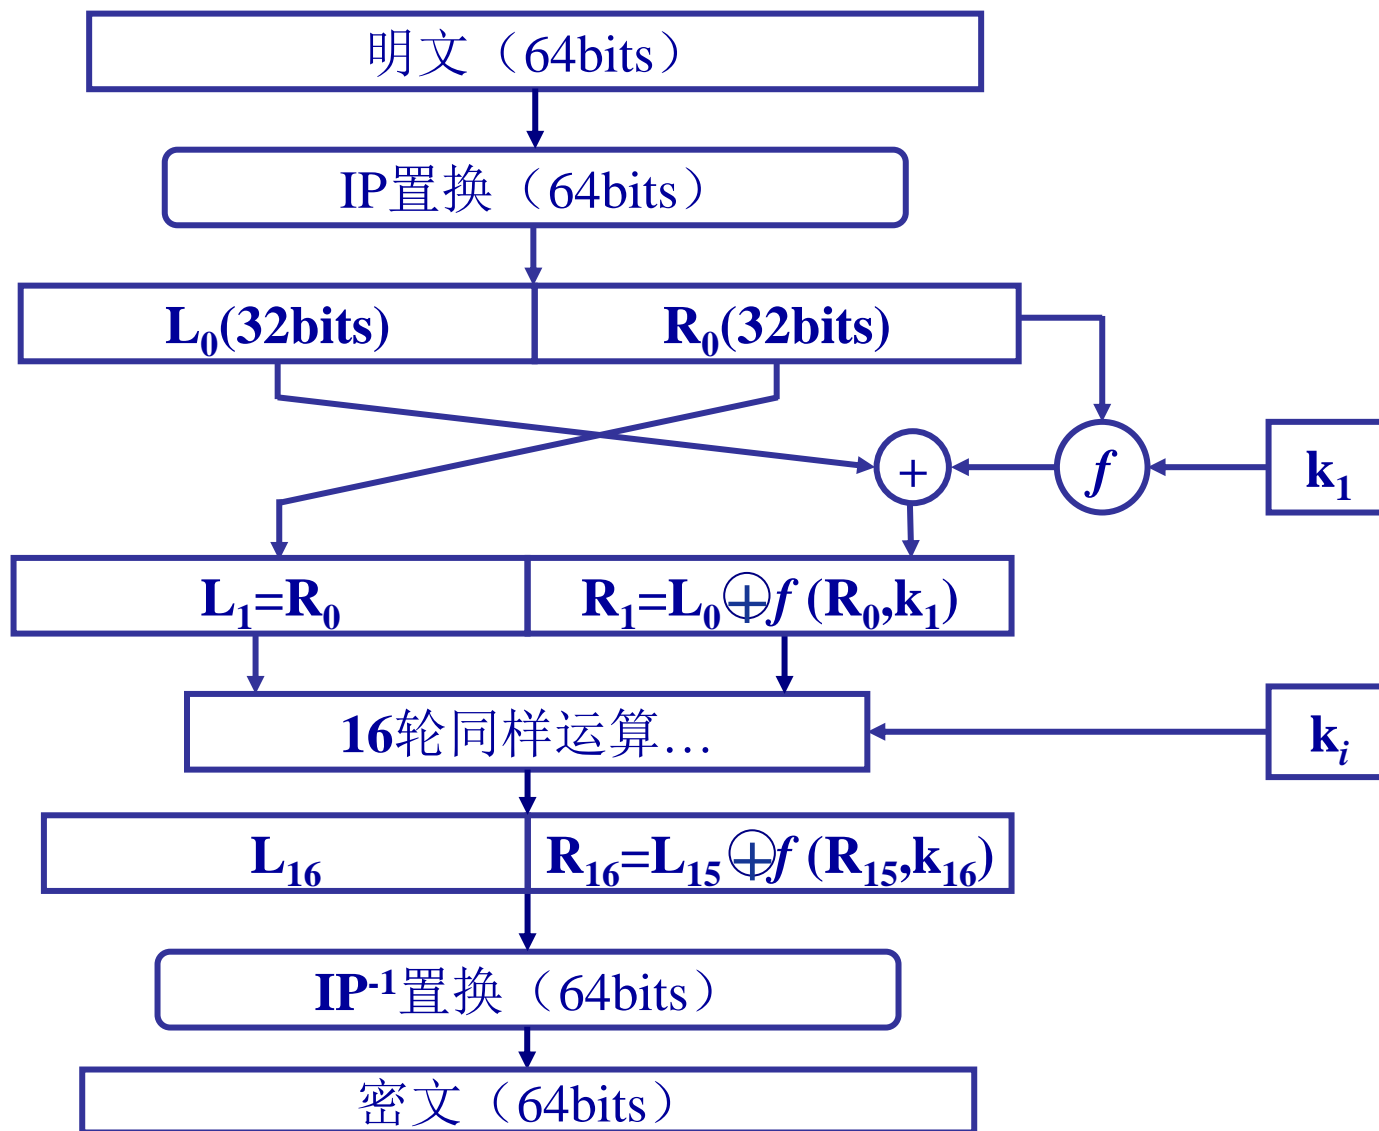 明文（64bits）
IP置换（64bits）
L₀(32bits) R₀(32bits)
+ f k₁
L₁=R₀ R₁=L₀⊕f (R₀,k₁)
16轮同样运算…
kᵢ
L₁₆ R₁₆=L₁₅⊕f (R₁₅,k₁₆)
IP⁻¹置换（64bits）
密文（64bits）